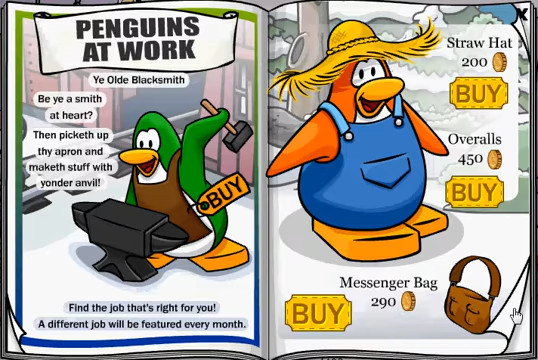 PENGUINS
AT WORK
Ye Olde Blacksmith
Be ye a smith
at heart?
Then picketh up
thy apron and
maketh stuff with
yonder anvil!
BUY
Find the job that's right for you!
A different job will be featured every month.
Straw Hat
200
BUY
Overalls
450
BUY
Messenger Bag
290
BUY